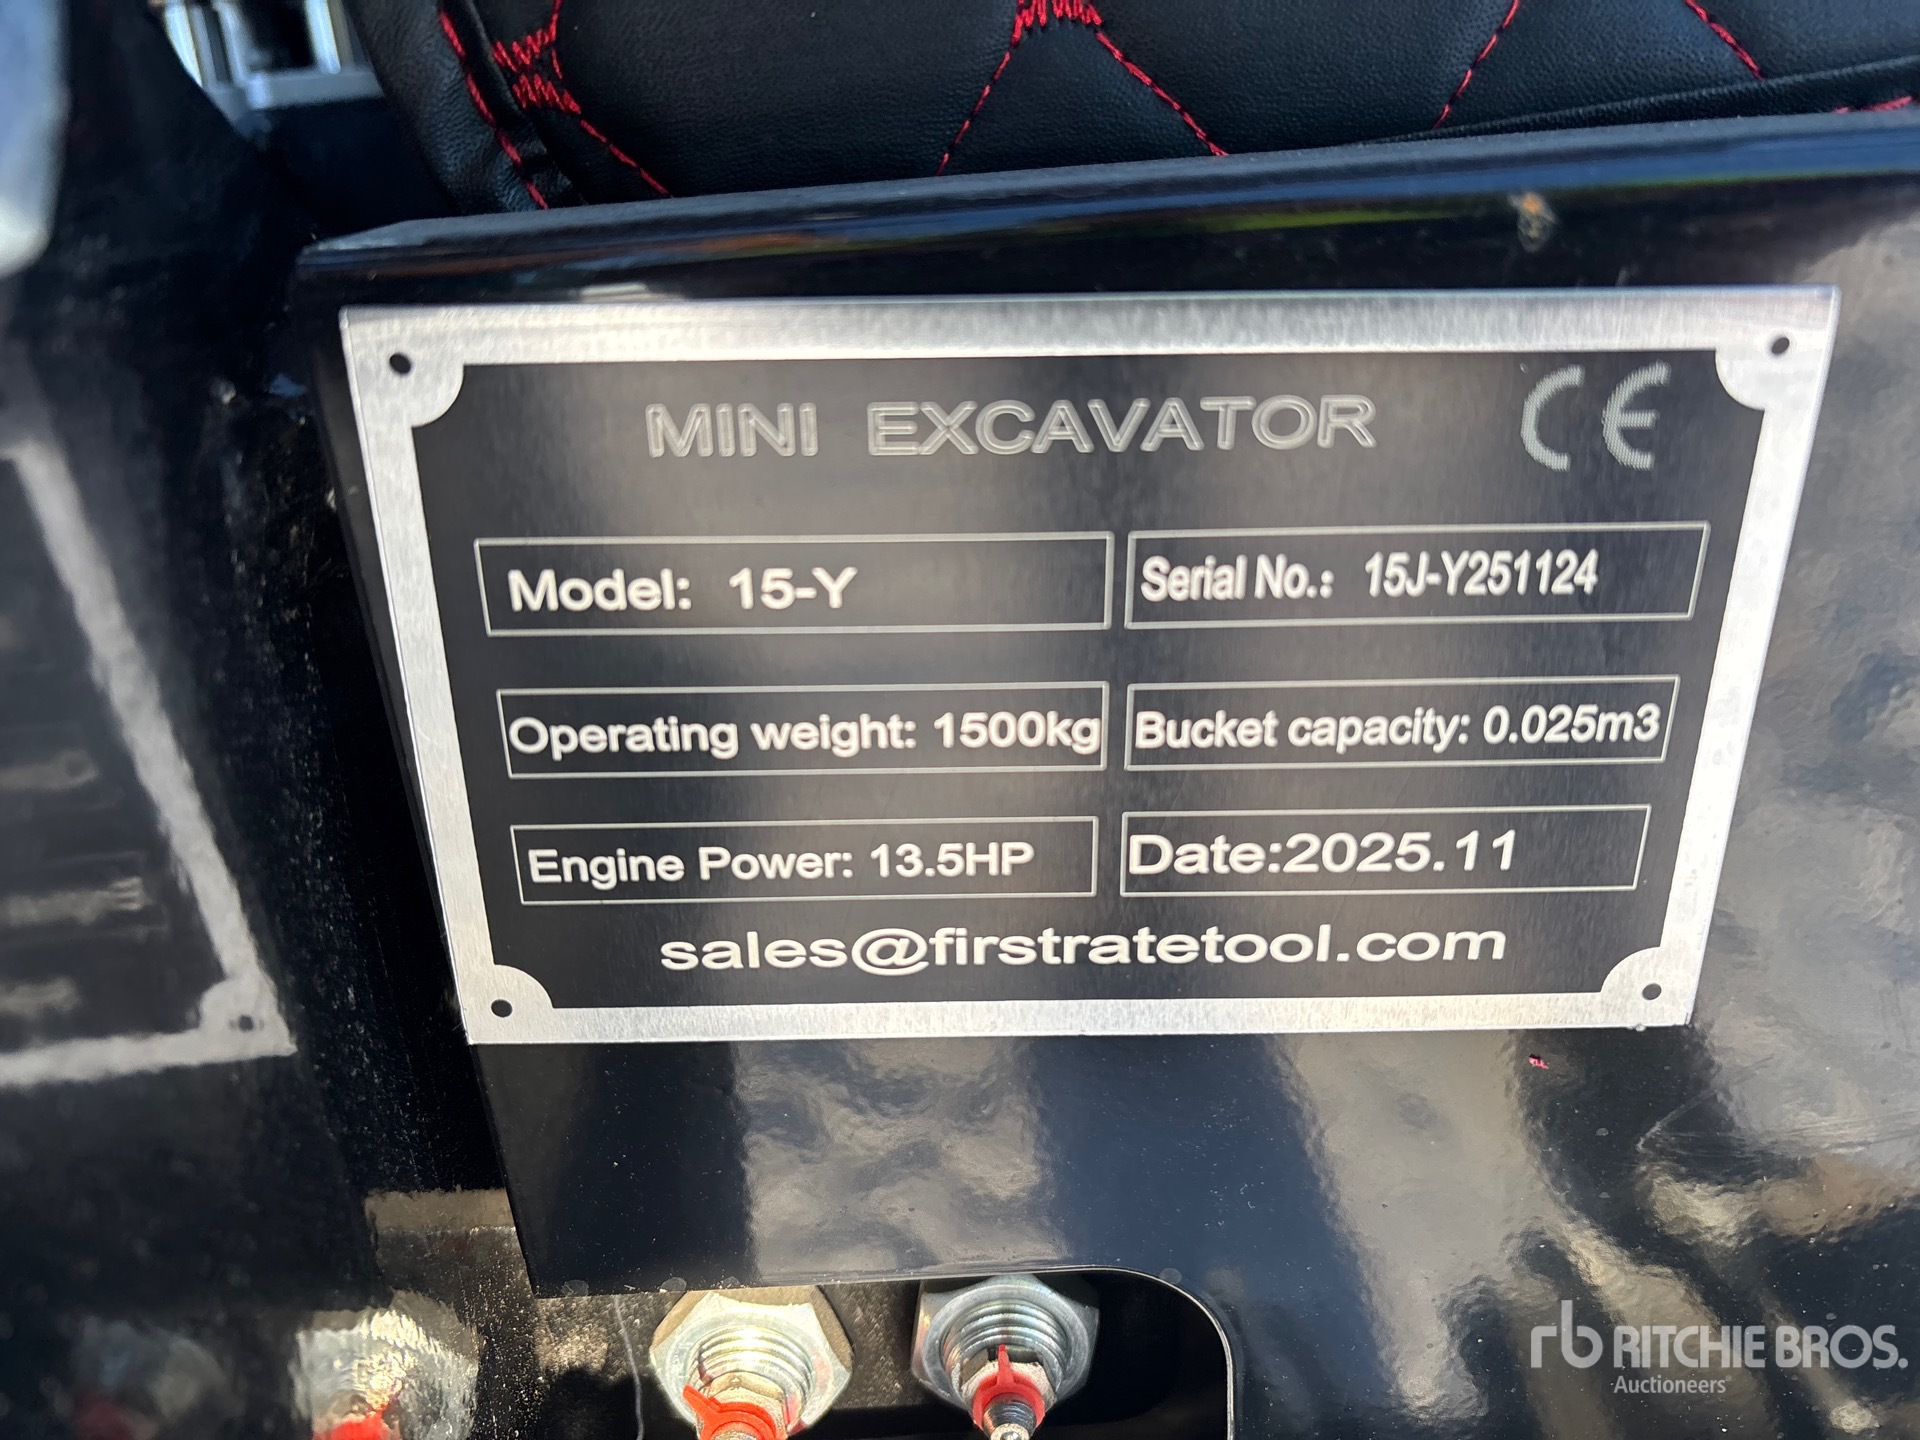 MINI EXCAVATOR CE
Model: 15-Y
Serial No.: 15J-Y251124
Operating weight: 1500kg
Bucket capacity: 0.025m3
Engine Power: 13.5HP
Date:2025.11
sales@firstratetool.com
rb RITCHIE BROS.
Auctioneers